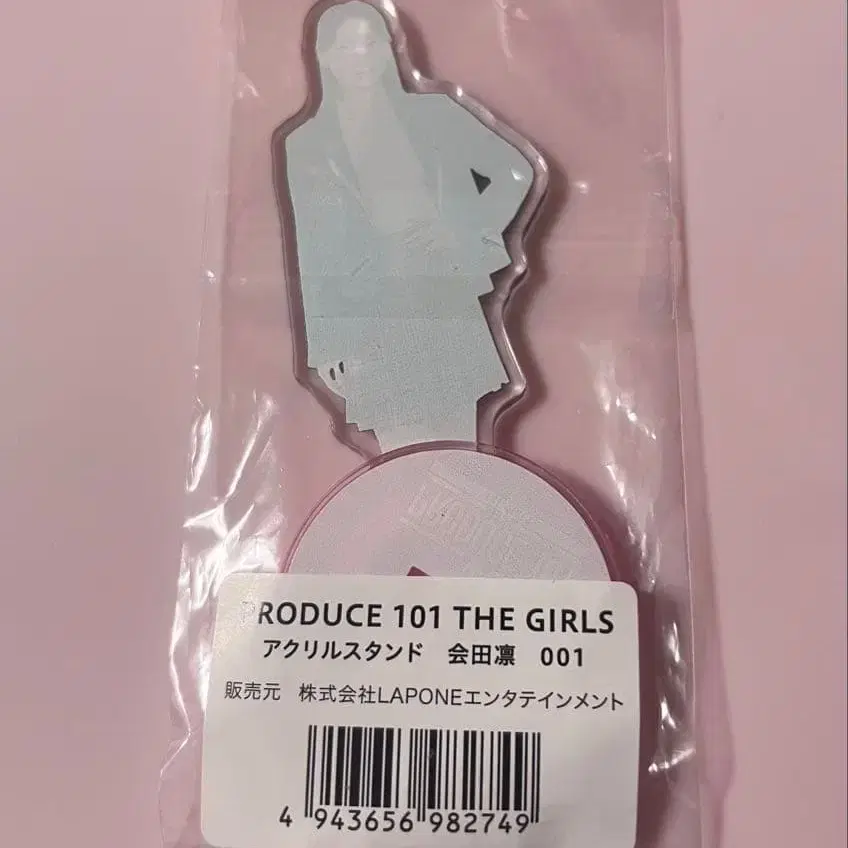 PRODUCE 101 THE GIRLS
アクリルスタンド 会田凛 001
販売元 株式会社LAPONEエンタテインメント
4 943656 982749